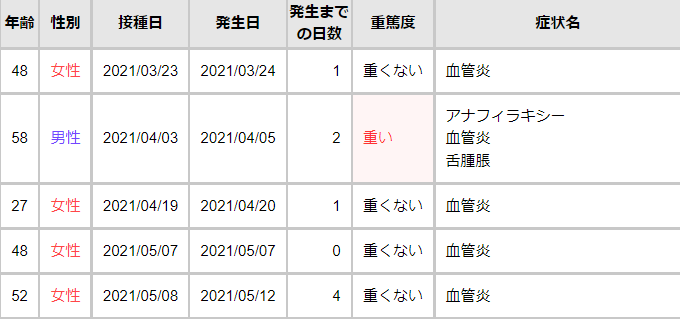 年齢 性別 接種日 発生日 発生まで の日数 重篤度 症状名
48 女性 2021/03/23 2021/03/24 1 重くない 血管炎
58 男性 2021/04/03 2021/04/05 2 重い アナフィラキシー
血管炎
舌腫脹
27 女性 2021/04/19 2021/04/20 1 重くない 血管炎
48 女性 2021/05/07 2021/05/07 0 重くない 血管炎
52 女性 2021/05/08 2021/05/12 4 重くない 血管炎